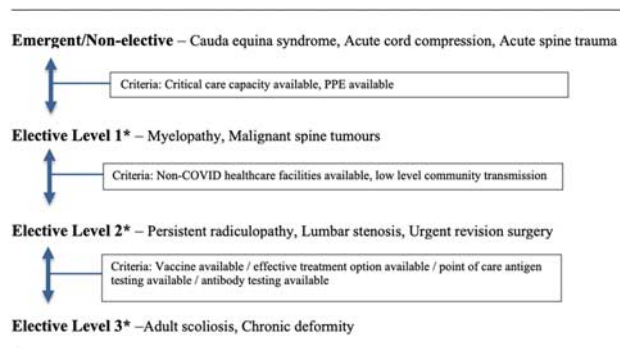 Emergent/Non-elective – Cauda equina syndrome, Acute cord compression, Acute spine trauma
Criteria: Critical care capacity available, PPE available
Elective Level 1* – Myelopathy, Malignant spine tumours
Criteria: Non-COVID healthcare facilities available, low level community transmission
Elective Level 2* – Persistent radiculopathy, Lumbar stenosis, Urgent revision surgery
Criteria: Vaccine available / effective treatment option available / point of care antigen
testing available / antibody testing available
Elective Level 3* –Adult scoliosis, Chronic deformity